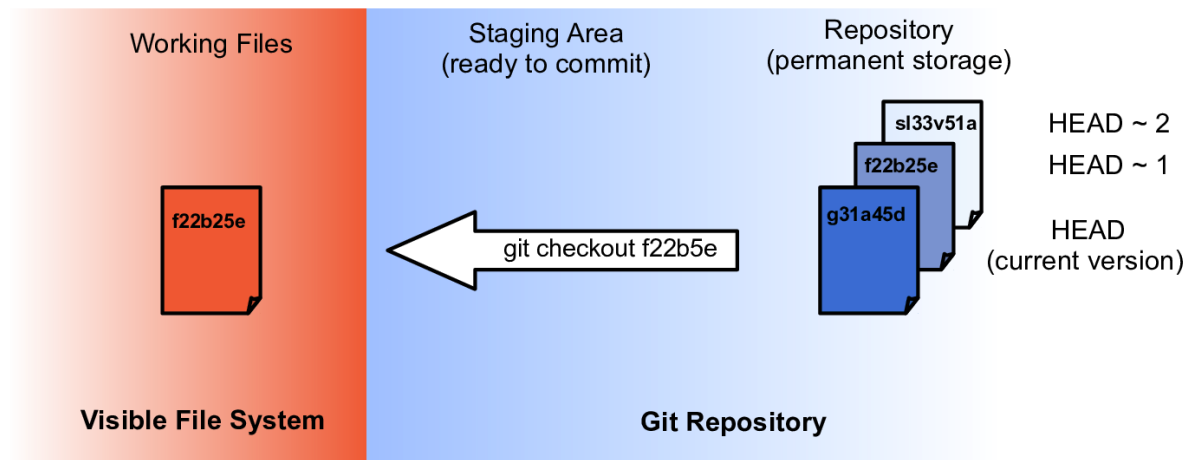 Working Files
Staging Area
(ready to commit)
Repository
(permanent storage)
sl33v51a
HEAD ~ 2
f22b25e
HEAD ~ 1
g31a45d
HEAD
(current version)
f22b25e
git checkout f22b5e
Visible File System
Git Repository